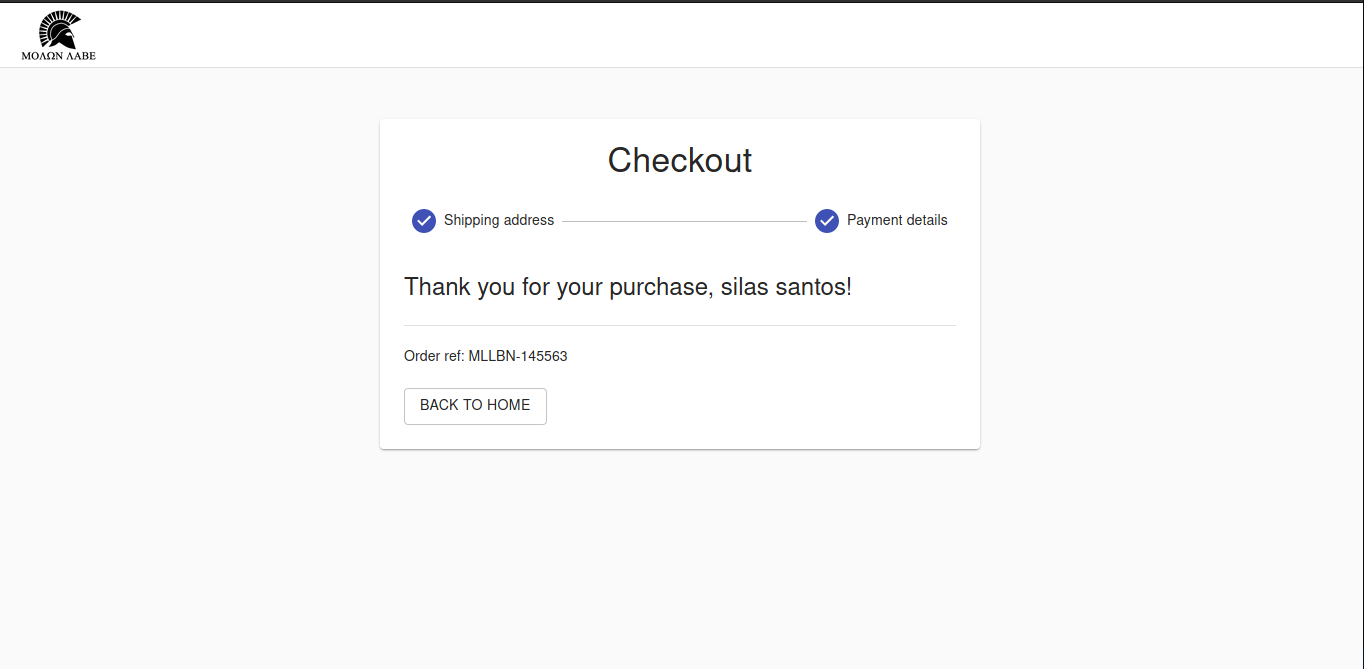 ΜΟΛΩΝ ΛΑΒΕ
Checkout
Shipping address
Payment details
Thank you for your purchase, silas santos!
Order ref: MLLBN-145563
BACK TO HOME